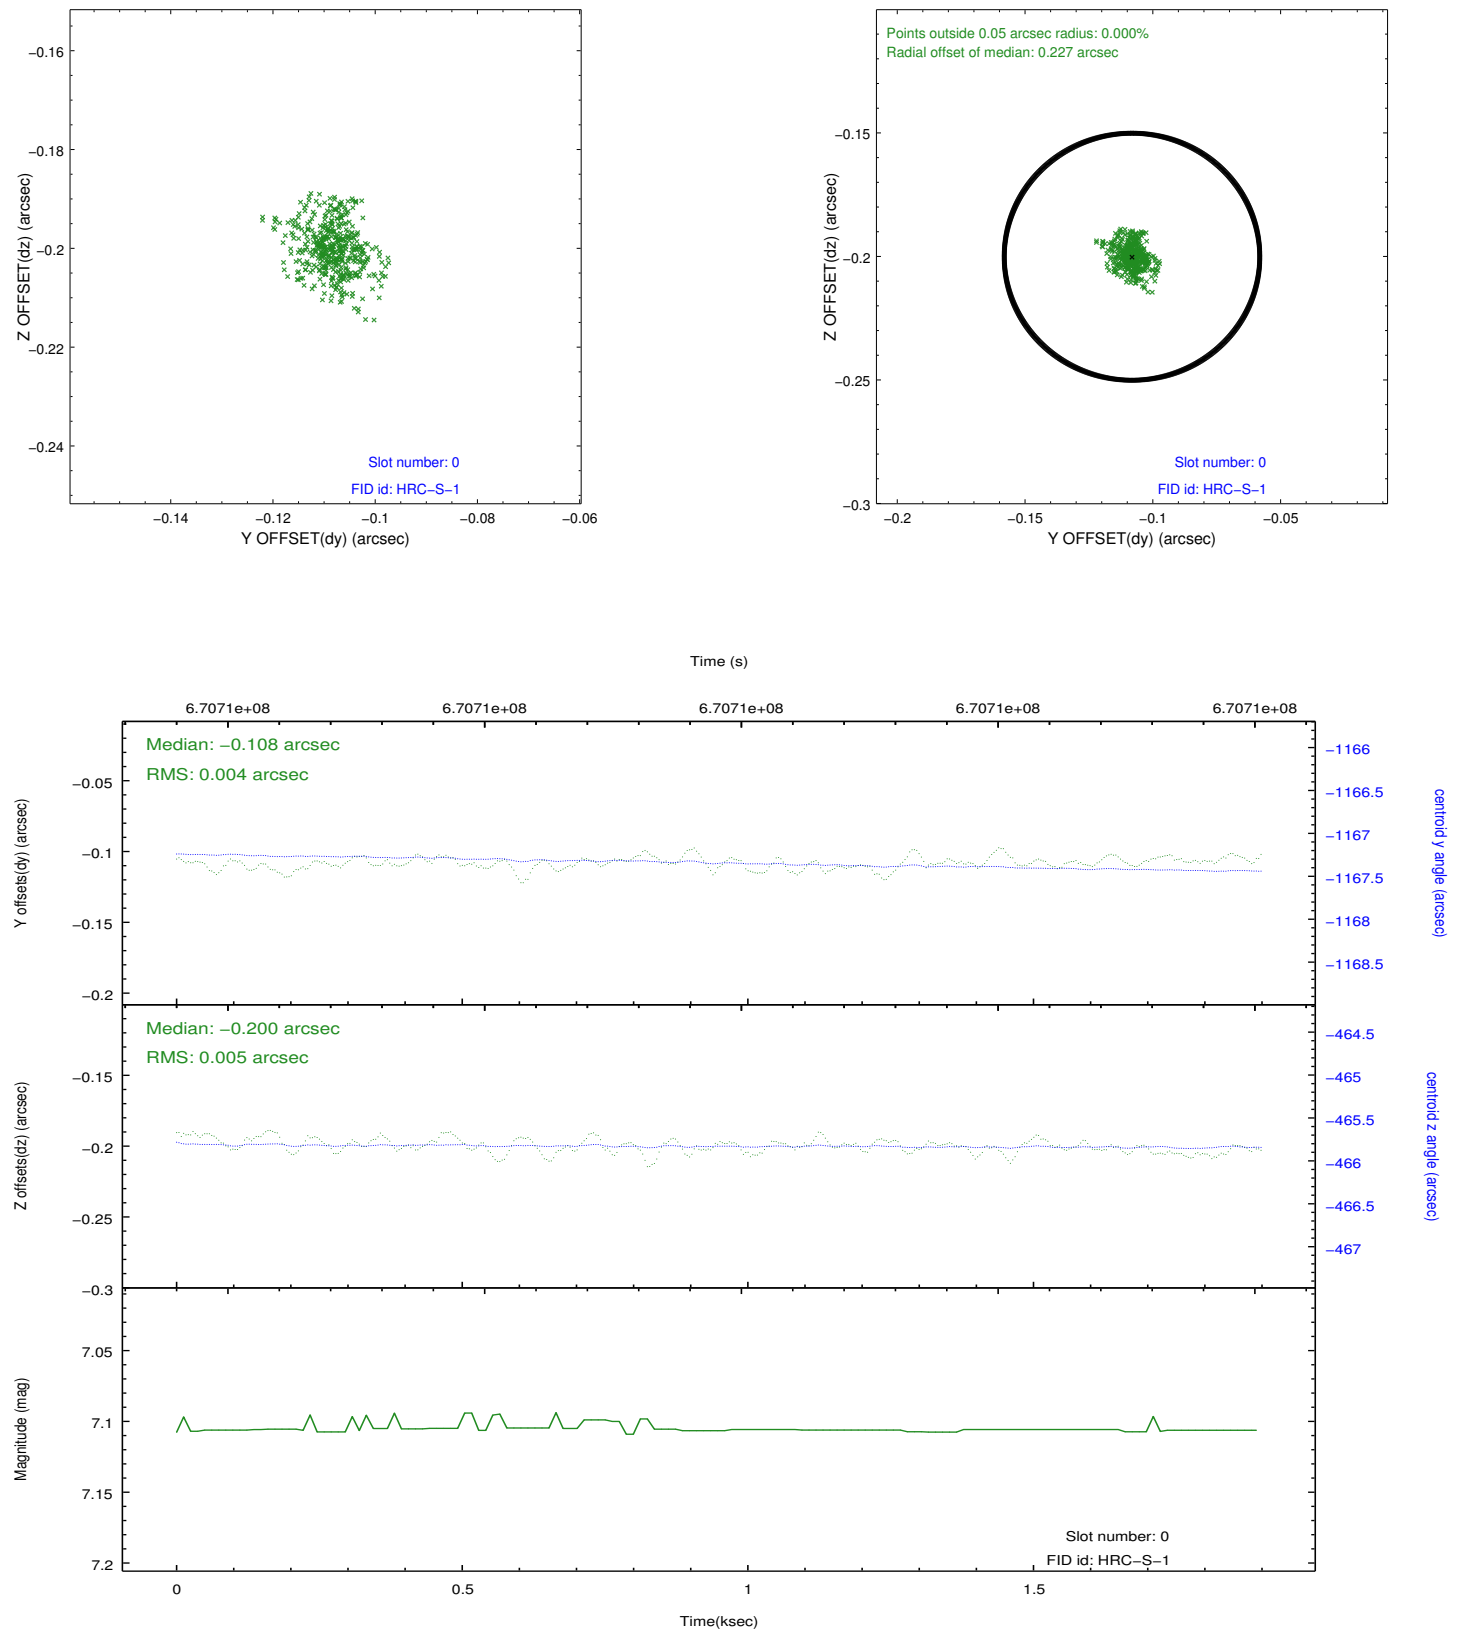 −0.16
−0.18
−0.2
−0.22
−0.24
Z OFFSET(dz) (arcsec)
Slot number: 0
FID id: HRC−S−1
−0.14 −0.12 −0.1 −0.08 −0.06
Y OFFSET(dy) (arcsec)
Points outside 0.05 arcsec radius: 0.000%
Radial offset of median: 0.227 arcsec
−0.15
−0.2
−0.25
−0.3
Z OFFSET(dz) (arcsec)
Slot number: 0
FID id: HRC−S−1
−0.2 −0.15 −0.1 −0.05
Y OFFSET(dy) (arcsec)
Time (s)
6.7071e+08 6.7071e+08 6.7071e+08 6.7071e+08 6.7071e+08
Median: −0.108 arcsec
RMS: 0.004 arcsec
−0.05
−0.1
−0.15
−0.2
Y offsets(dy) (arcsec)
−1166
−1166.5
−1167
−1167.5
−1168
−1168.5
centroid y angle (arcsec)
Median: −0.200 arcsec
RMS: 0.005 arcsec
−0.15
−0.2
−0.25
−0.3
Z offsets(dz) (arcsec)
−464.5
−465
−465.5
−466
−466.5
−467
centroid z angle (arcsec)
7.05
7.1
7.15
7.2
Magnitude (mag)
Slot number: 0
FID id: HRC−S−1
0 0.5 1 1.5
Time(ksec)